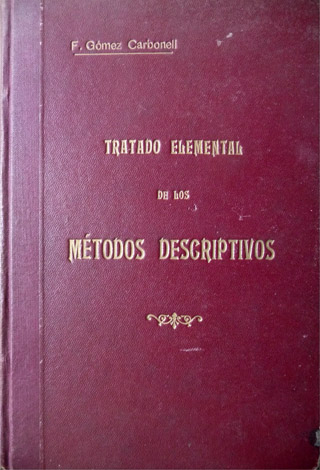 F. Gómez Carbonell
TRATADO ELEMENTAL
DE LOS
MÉTODOS DESCRIPTIVOS